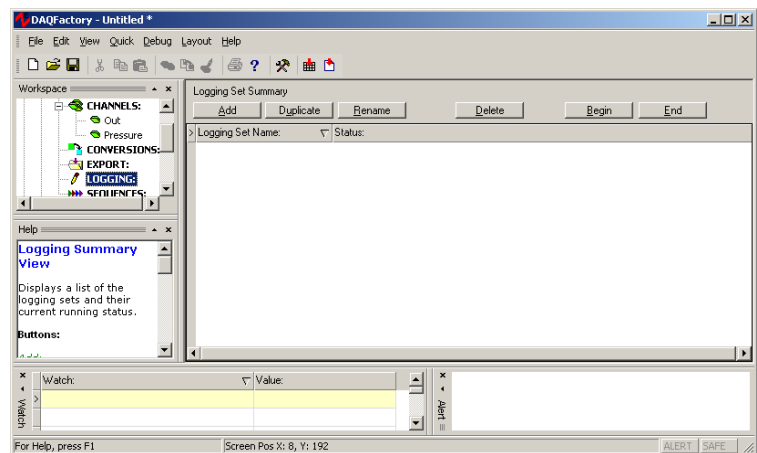 DAQFactory - Untitled *
File Edit View Quick Debug Layout Help
Workspace
CHANNELS:
Out
Pressure
CONVERSIONS:
EXPORT:
LOGGING:
SEQUENCES:
Logging Set Summary
Add Duplicate Rename Delete Begin End
Logging Set Name: Status:
Help
Logging Summary
View
Displays a list of the
logging sets and their
current running status.
Buttons:
Add:
Watch
Watch: Value:
Alert
For Help, press F1
Screen Pos X: 8, Y: 192
ALERT SAFE